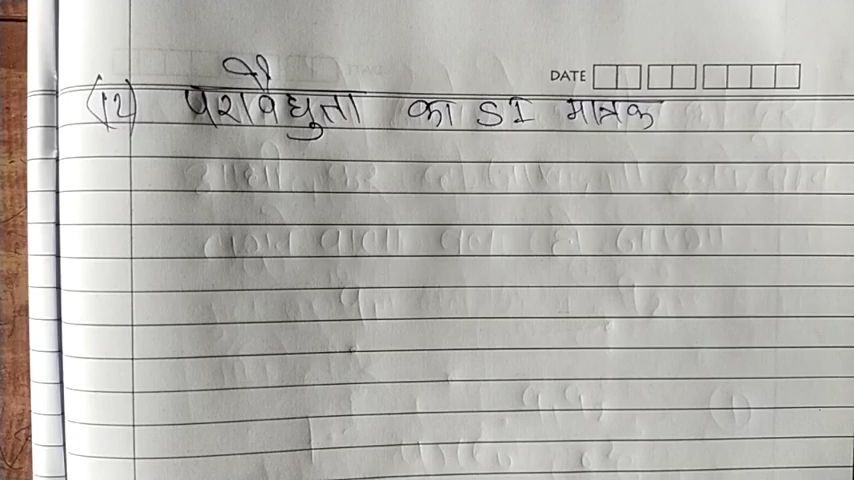 DATE
(12) परावैधुता का SI मात्रक